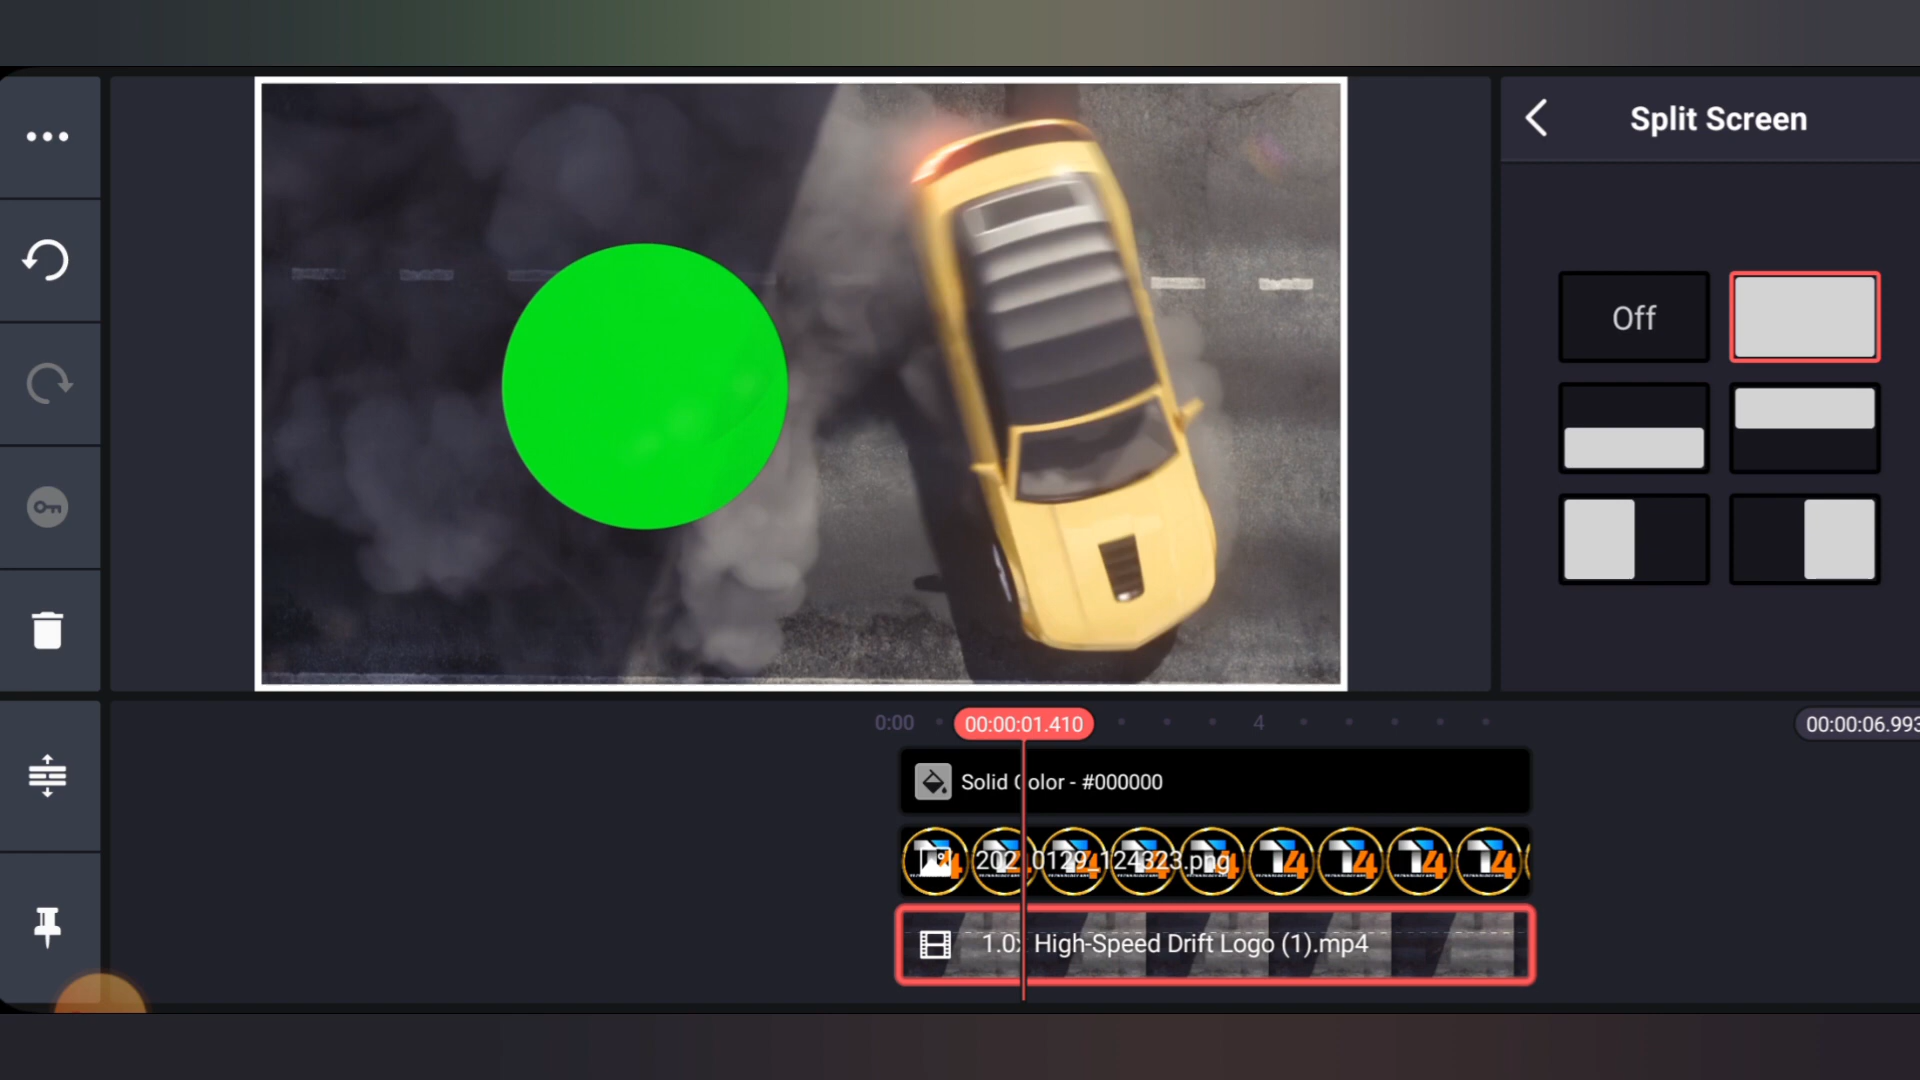 Split Screen
Off
0:00
00:00:01.410
4
00:00:06.993
Solid Color - #000000
0129_124323.png
1.0x High-Speed Drift Logo (1).mp4